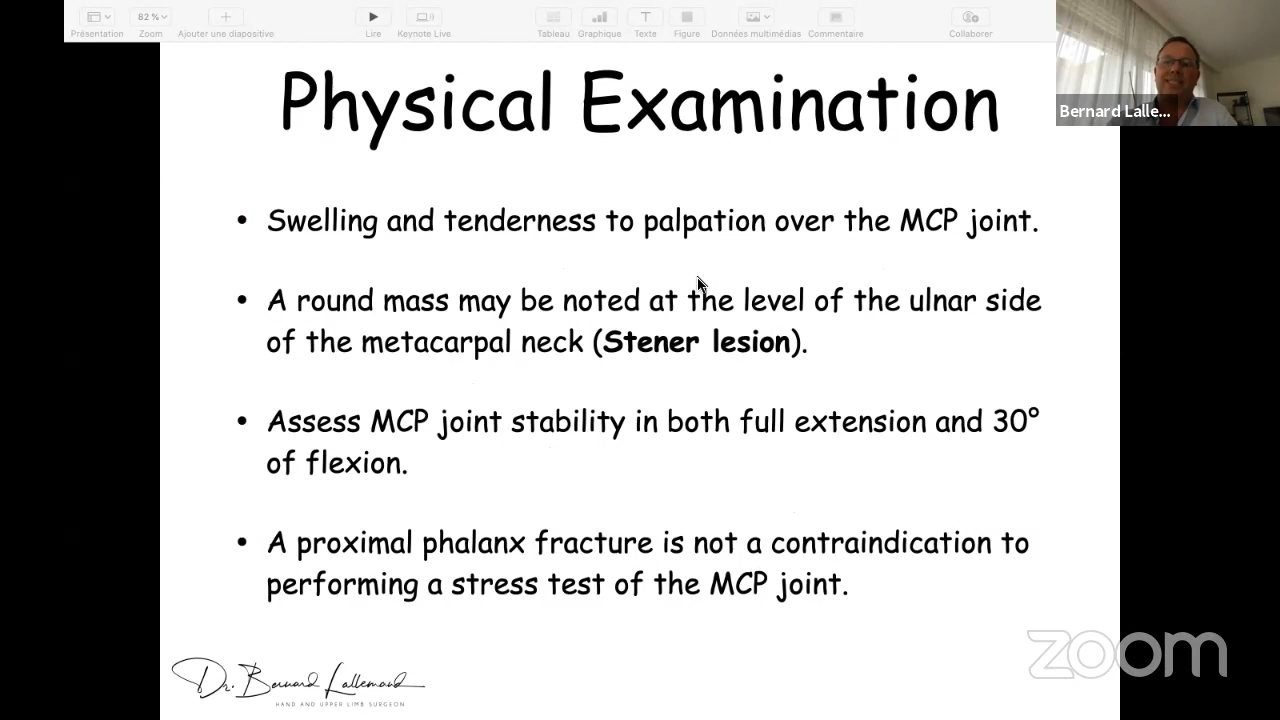 Présentation
82 %
Zoom
Ajouter une diapositive
Lire
Keynote Live
Tableau
Graphique
T
Texte
Figure
Données multimédias
Commentaire
Collaborer
Bernard Lalle...
Physical Examination
• Swelling and tenderness to palpation over the MCP joint.
• A round mass may be noted at the level of the ulnar side
of the metacarpal neck (Stener lesion).
• Assess MCP joint stability in both full extension and 30°
of flexion.
• A proximal phalanx fracture is not a contraindication to
performing a stress test of the MCP joint.
Dr. Bernard Lallemand
HAND AND UPPER LIMB SURGEON
zoom